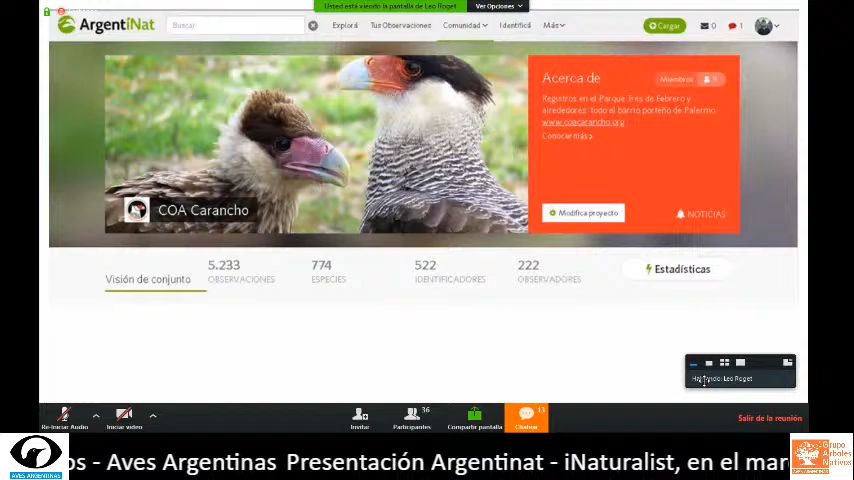 Usted está viendo la pantalla de Leo Roget
Ver Opciones
ArgentiNat
Buscar
Explorá
Tus Observaciones
Comunidad
Identificá
Más
Cargar
0
1
Acerca de
Miembros
Registros en el Parque Tres de Febrero y
alrededores: todo el barrio porteño de Palermo.
www.coacarancho.org
Conocer más >
COA Carancho
Modifica proyecto
NOTICIAS
Visión de conjunto
5.233
OBSERVACIONES
774
ESPECIES
522
IDENTIFICADORES
222
OBSERVADORES
Estadísticas
Hablando: Leo Roget
Re-Iniciar Audio
Iniciar video
Invitar
36
Participantes
Compartir pantalla
13
Chatear
Salir de la reunión
os - Aves Argentinas Presentación Argentinat - iNaturalist, en el mar
AVES ARGENTINAS
Grupo
Árboles
Nativos
AVES ARGENTINAS